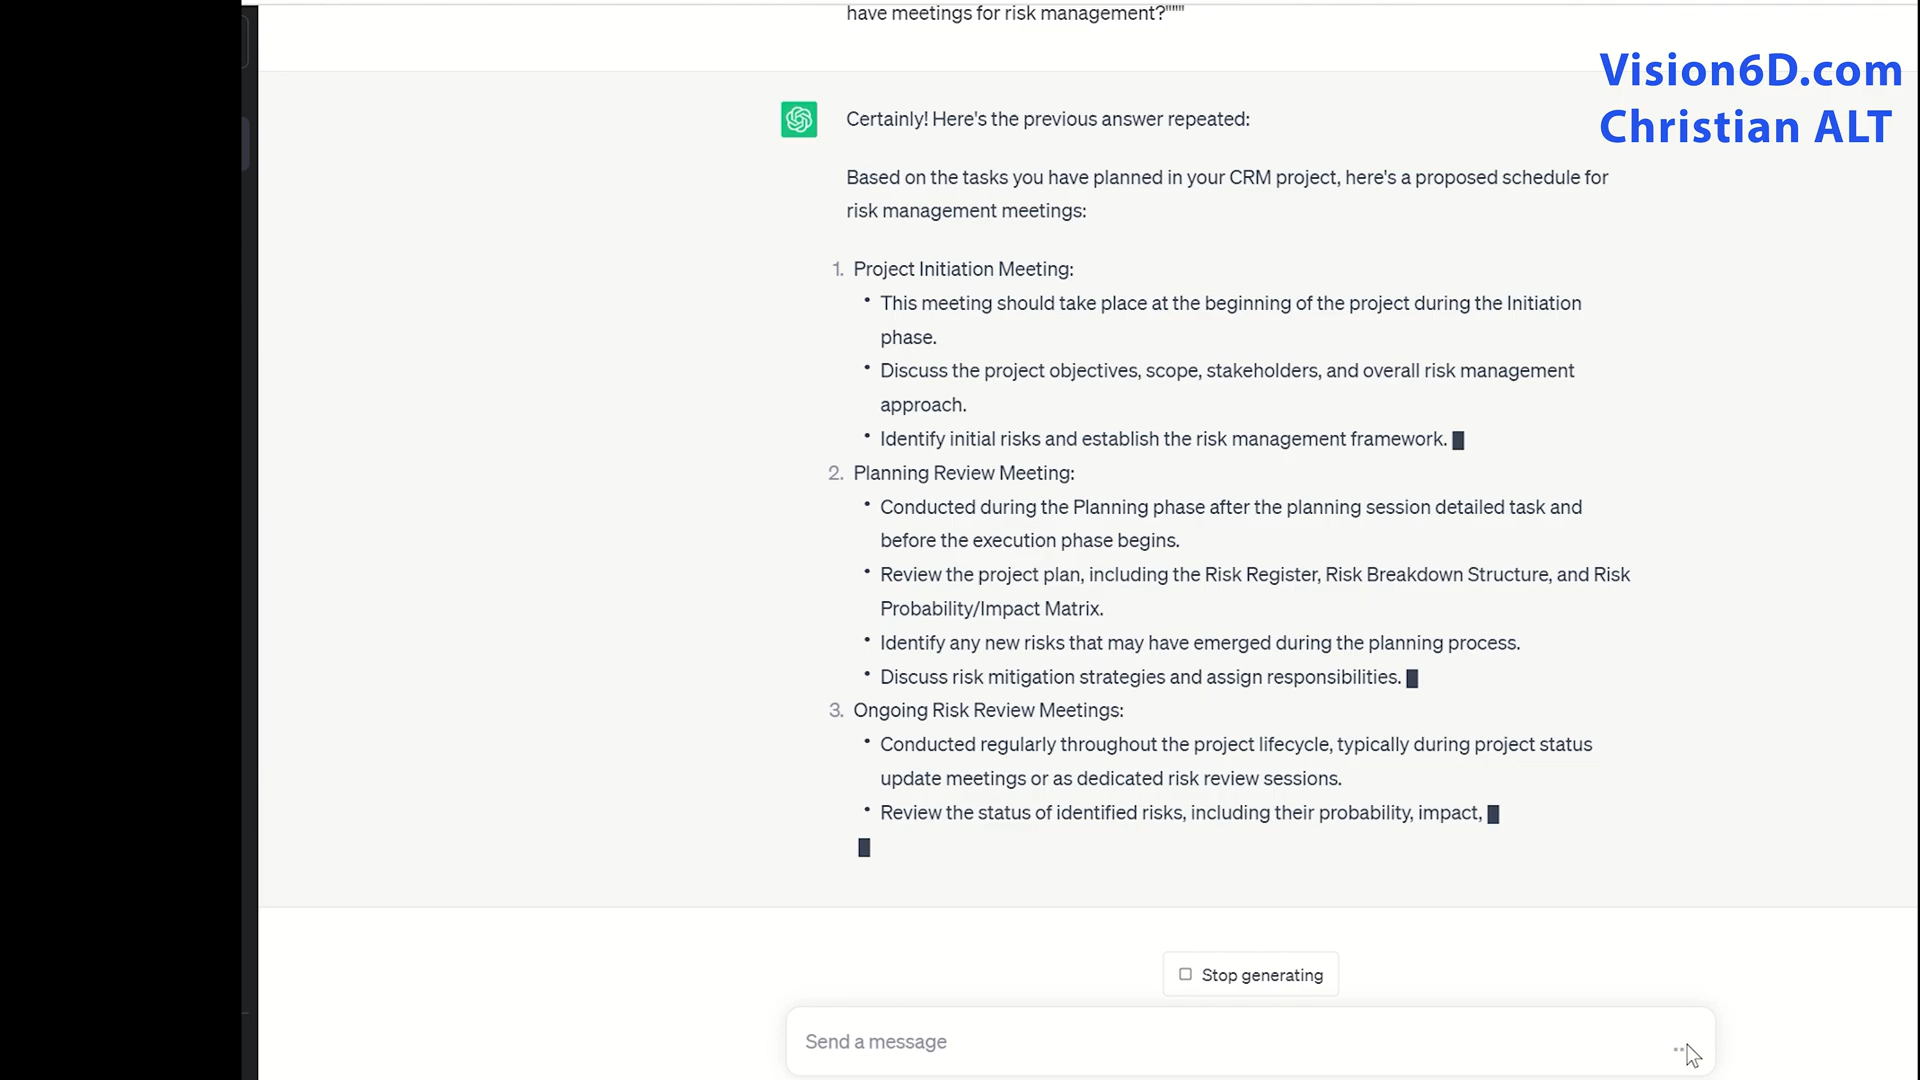 have meetings for risk management?"""
Vision6D.com
Christian ALT
Certainly! Here's the previous answer repeated:
Based on the tasks you have planned in your CRM project, here's a proposed schedule for
risk management meetings:
1. Project Initiation Meeting:
• This meeting should take place at the beginning of the project during the Initiation
phase.
• Discuss the project objectives, scope, stakeholders, and overall risk management
approach.
• Identify initial risks and establish the risk management framework.
2. Planning Review Meeting:
• Conducted during the Planning phase after the planning session detailed task and
before the execution phase begins.
• Review the project plan, including the Risk Register, Risk Breakdown Structure, and Risk
Probability/Impact Matrix.
• Identify any new risks that may have emerged during the planning process.
• Discuss risk mitigation strategies and assign responsibilities.
3. Ongoing Risk Review Meetings:
• Conducted regularly throughout the project lifecycle, typically during project status
update meetings or as dedicated risk review sessions.
• Review the status of identified risks, including their probability, impact,
Stop generating
Send a message